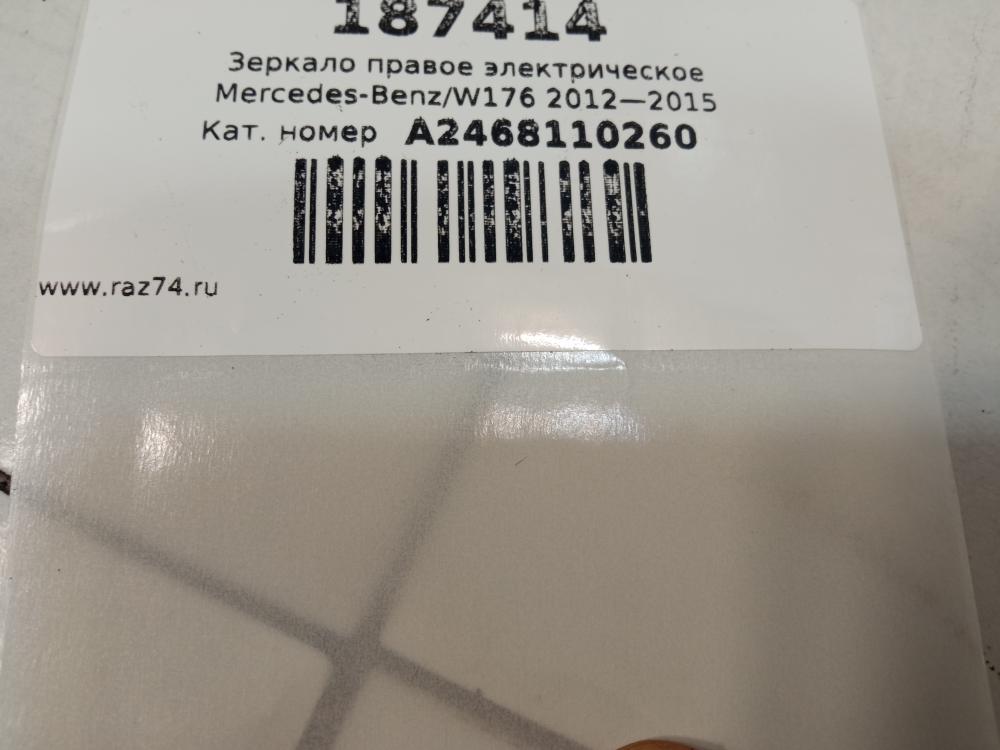 187414
Зеркало правое электрическое
Mercedes-Benz/W176 2012—2015
Кат. номер A2468110260
www.raz74.ru